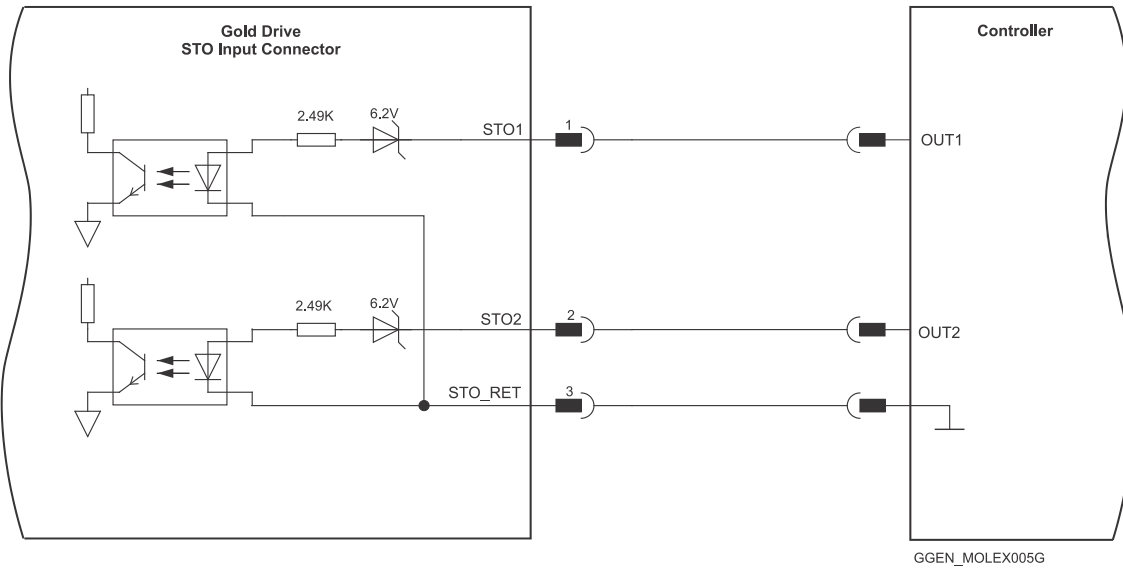 Gold Drive
STO Input Connector
Controller
2.49K
6.2V
STO1
1
OUT1
2.49K
6.2V
STO2
2
OUT2
STO_RET
3
GGEN_MOLEX005G